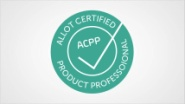 ALLOT CERTIFIED
ACPP
PRODUCT PROFESSIONAL